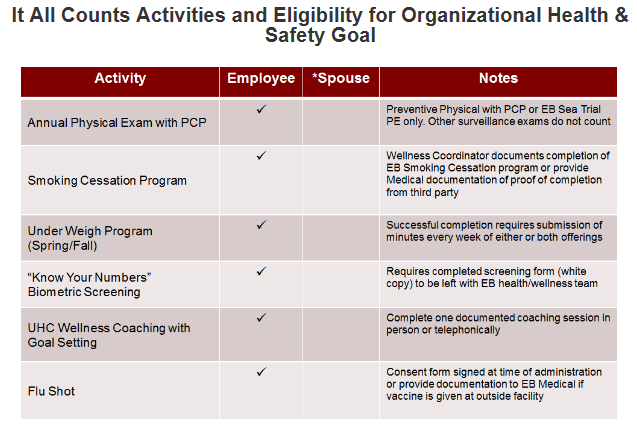 It All Counts Activities and Eligibility for Organizational Health &
Safety Goal
Activity Employee *Spouse Notes
Annual Physical Exam with PCP ✓ Preventive Physical with PCP or EB Sea Trial
PE only. Other surveillance exams do not count
Smoking Cessation Program ✓ Wellness Coordinator documents completion of
EB Smoking Cessation program or provide
Medical documentation of proof of completion
from third party
Under Weigh Program
(Spring/Fall) ✓ Successful completion requires submission of
minutes every week of either or both offerings
“Know Your Numbers”
Biometric Screening ✓ Requires completed screening form (white
copy) to be left with EB health/wellness team
UHC Wellness Coaching with
Goal Setting ✓ Complete one documented coaching session in
person or telephonically
Flu Shot ✓ Consent form signed at time of administration
or provide documentation to EB Medical if
vaccine is given at outside facility